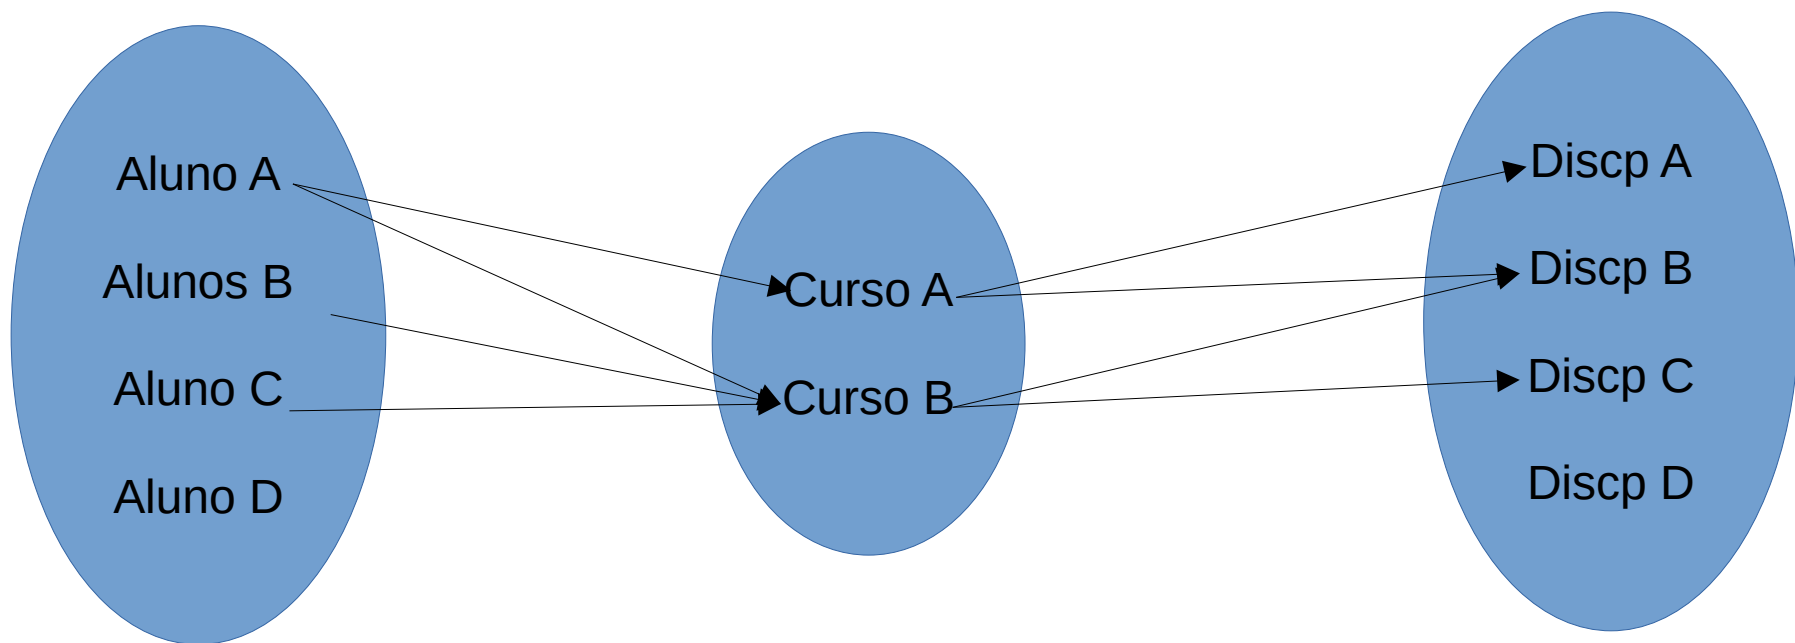 Aluno A
Alunos B
Aluno C
Aluno D
Curso A
Curso B
Discp A
Discp B
Discp C
Discp D